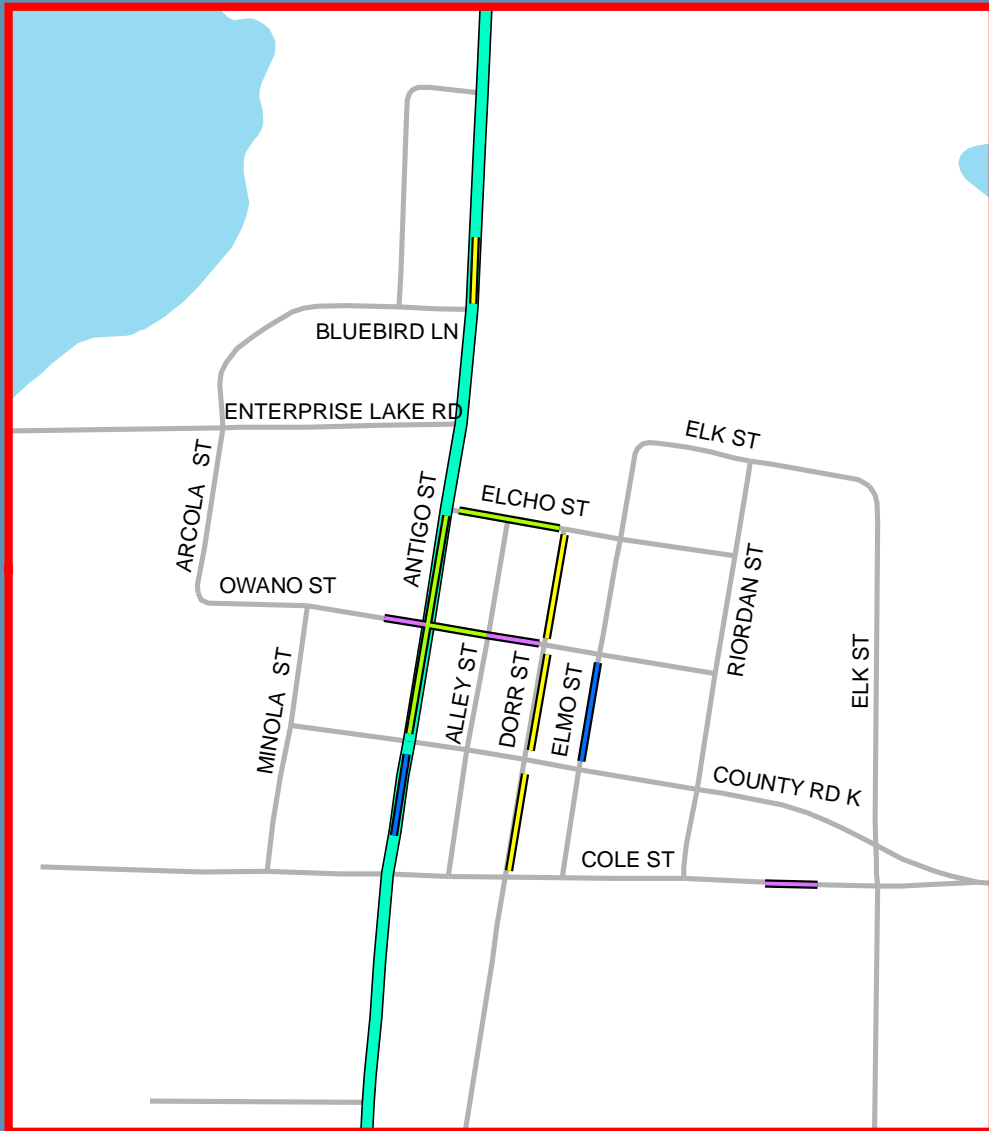 BLUEBIRD LN
ENTERPRISE LAKE RD
ELK ST
ARCOLA ST
ANTIGO ST
ELCHO ST
OWANO ST
RIORDAN ST
MINOLA ST
ALLEY ST
DORR ST
ELMO ST
ELK ST
COUNTY RD K
COLE ST